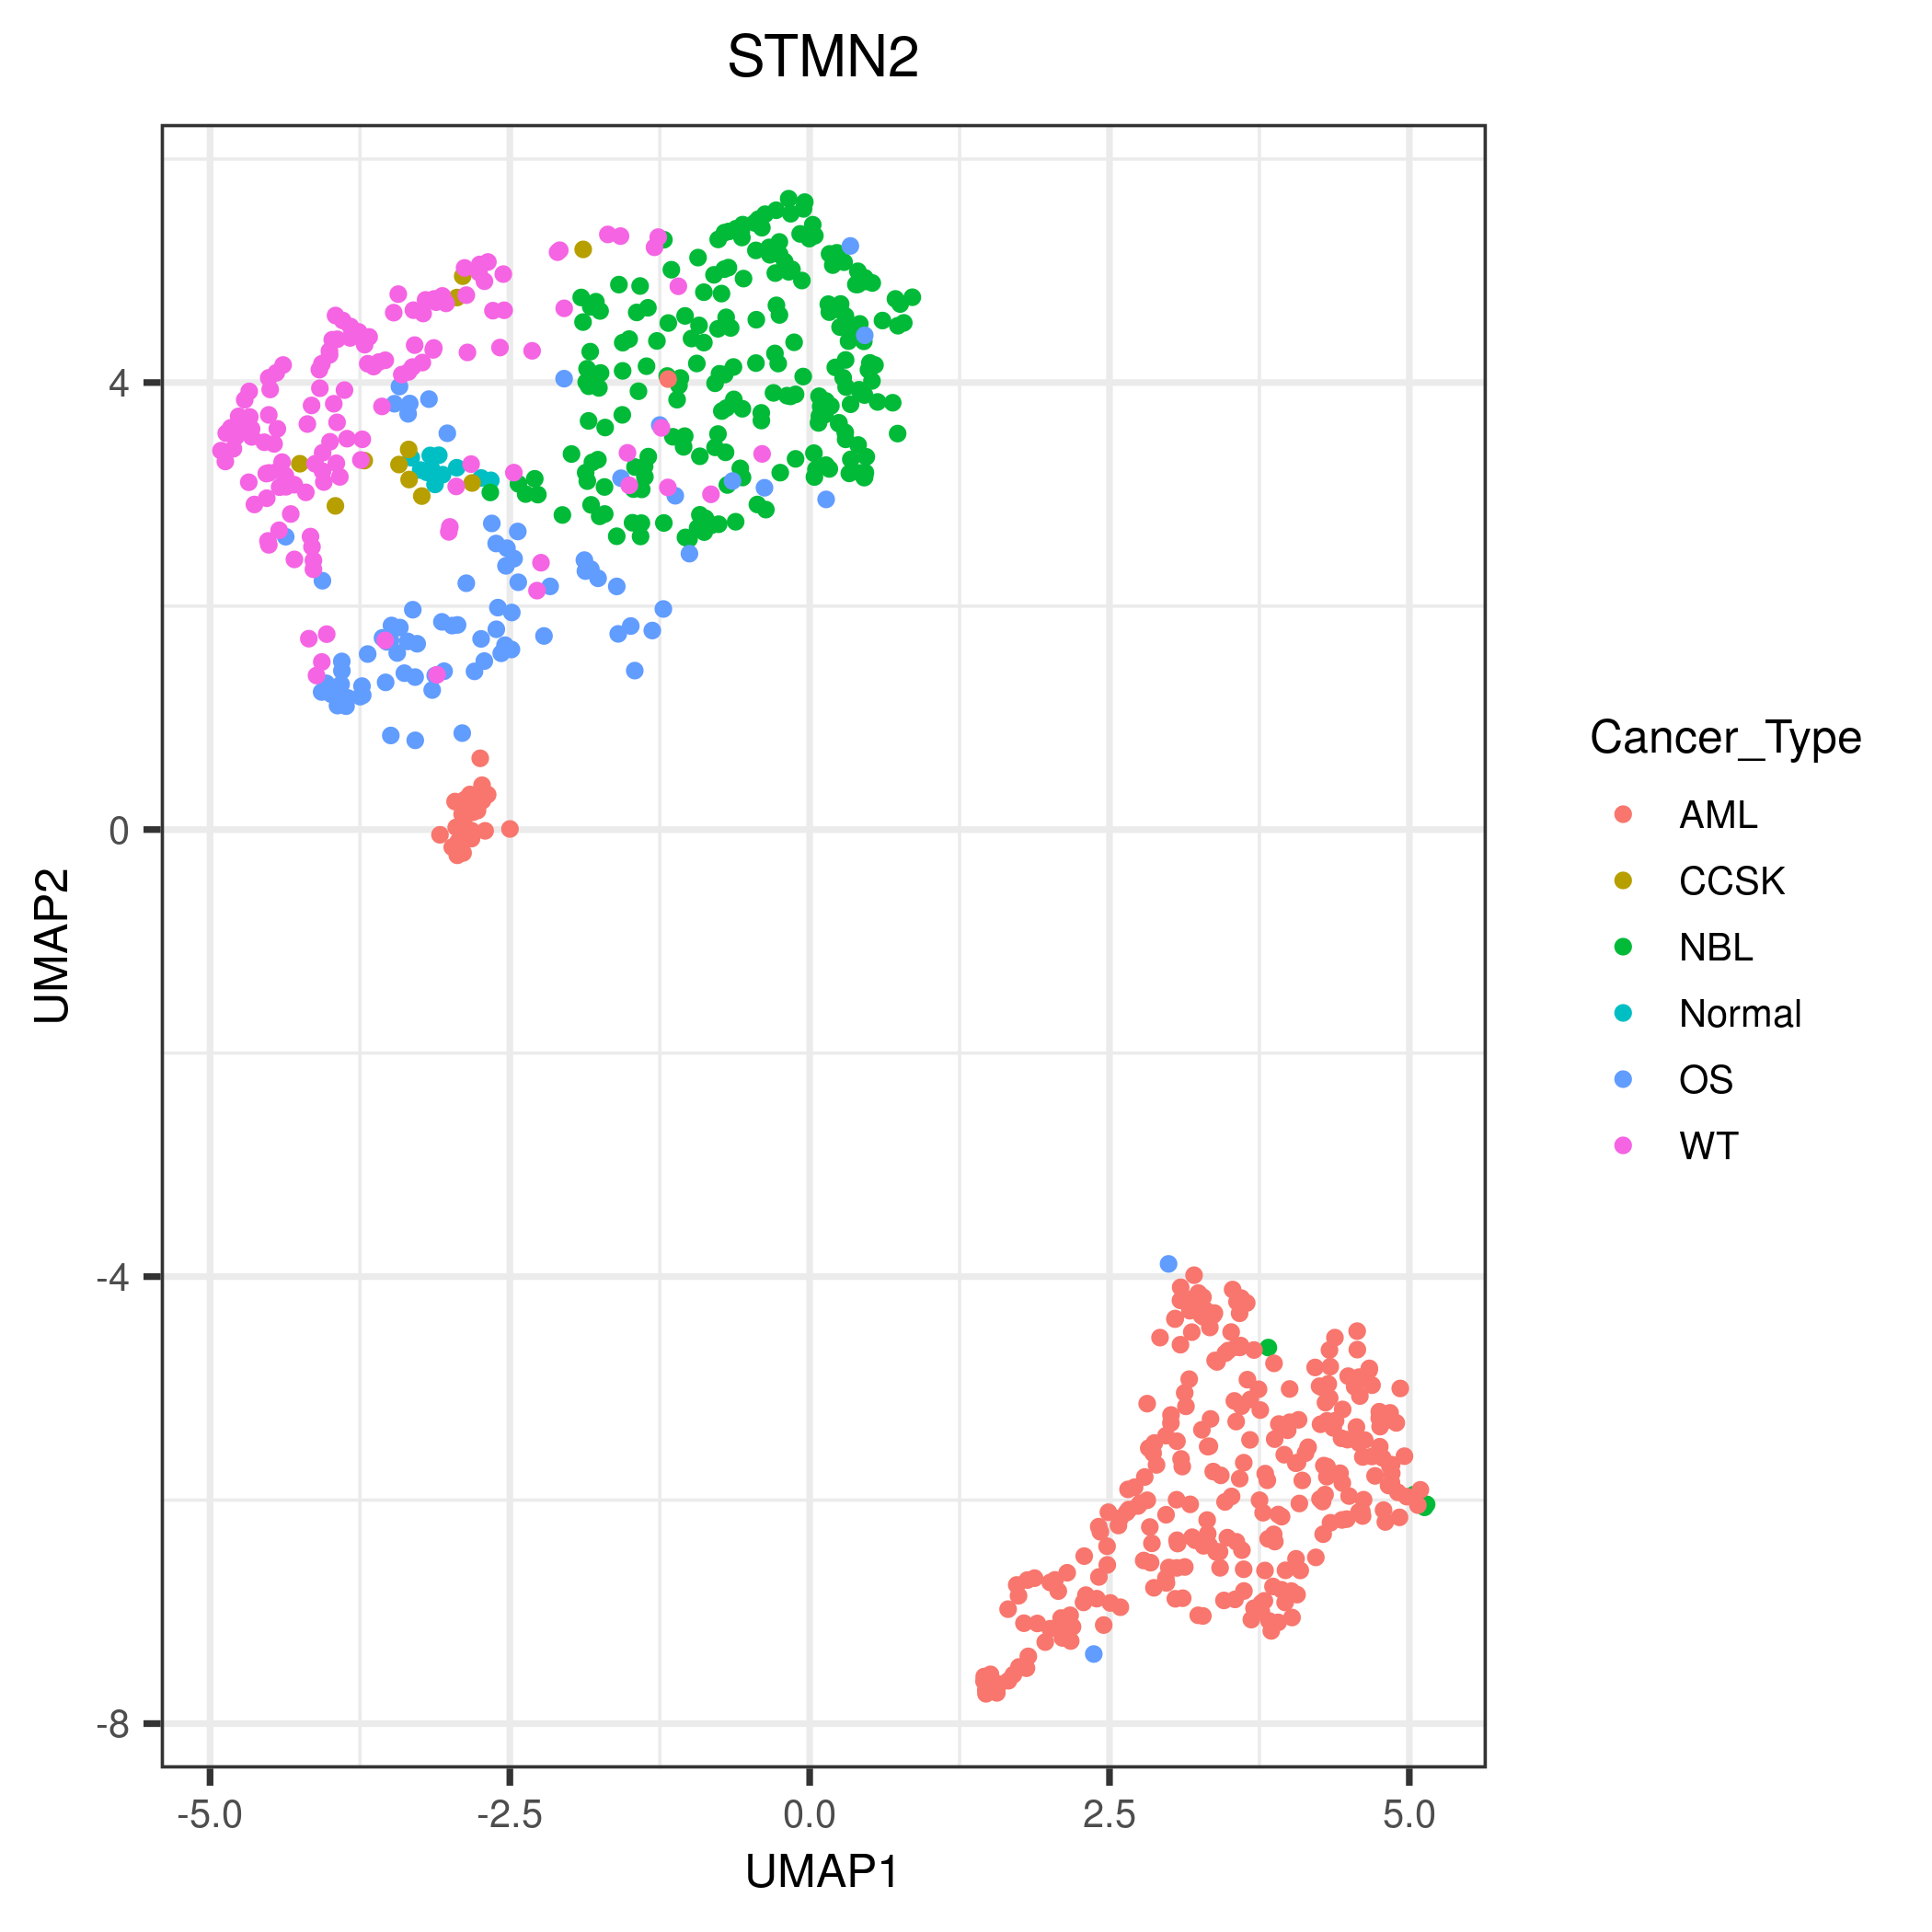 STMN2
4
0
-4
-8
UMAP2
-5.0
-2.5
0.0
2.5
5.0
UMAP1
Cancer_Type
AML
CCSK
NBL
Normal
OS
WT